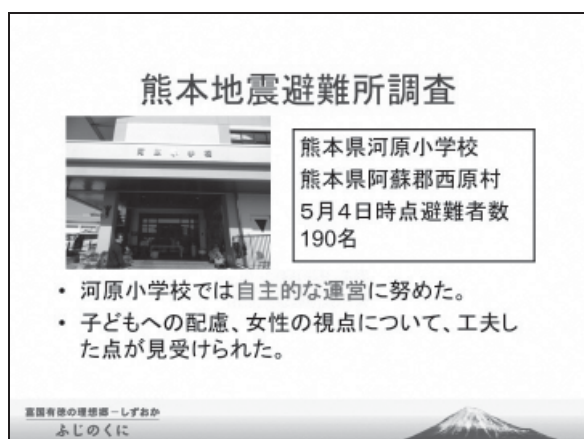 熊本地震避難所調査
河原小学校
熊本県河原小学校
熊本県阿蘇郡西原村
5月4日時点避難者数
190名
・ 河原小学校では自主的な運営に努めた。
・ 子どもへの配慮、女性の視点について、工夫し
た点が見受けられた。
富国有徳の理想郷－しずおか
ふじのくに